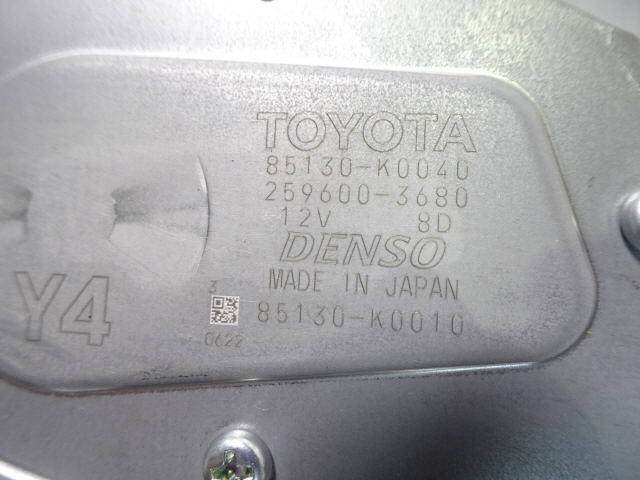 TOYOTA
85130-K0040
259600-3680
12V 8D
DENSO
MADE IN JAPAN
3
85130-K0010
0622
Y4